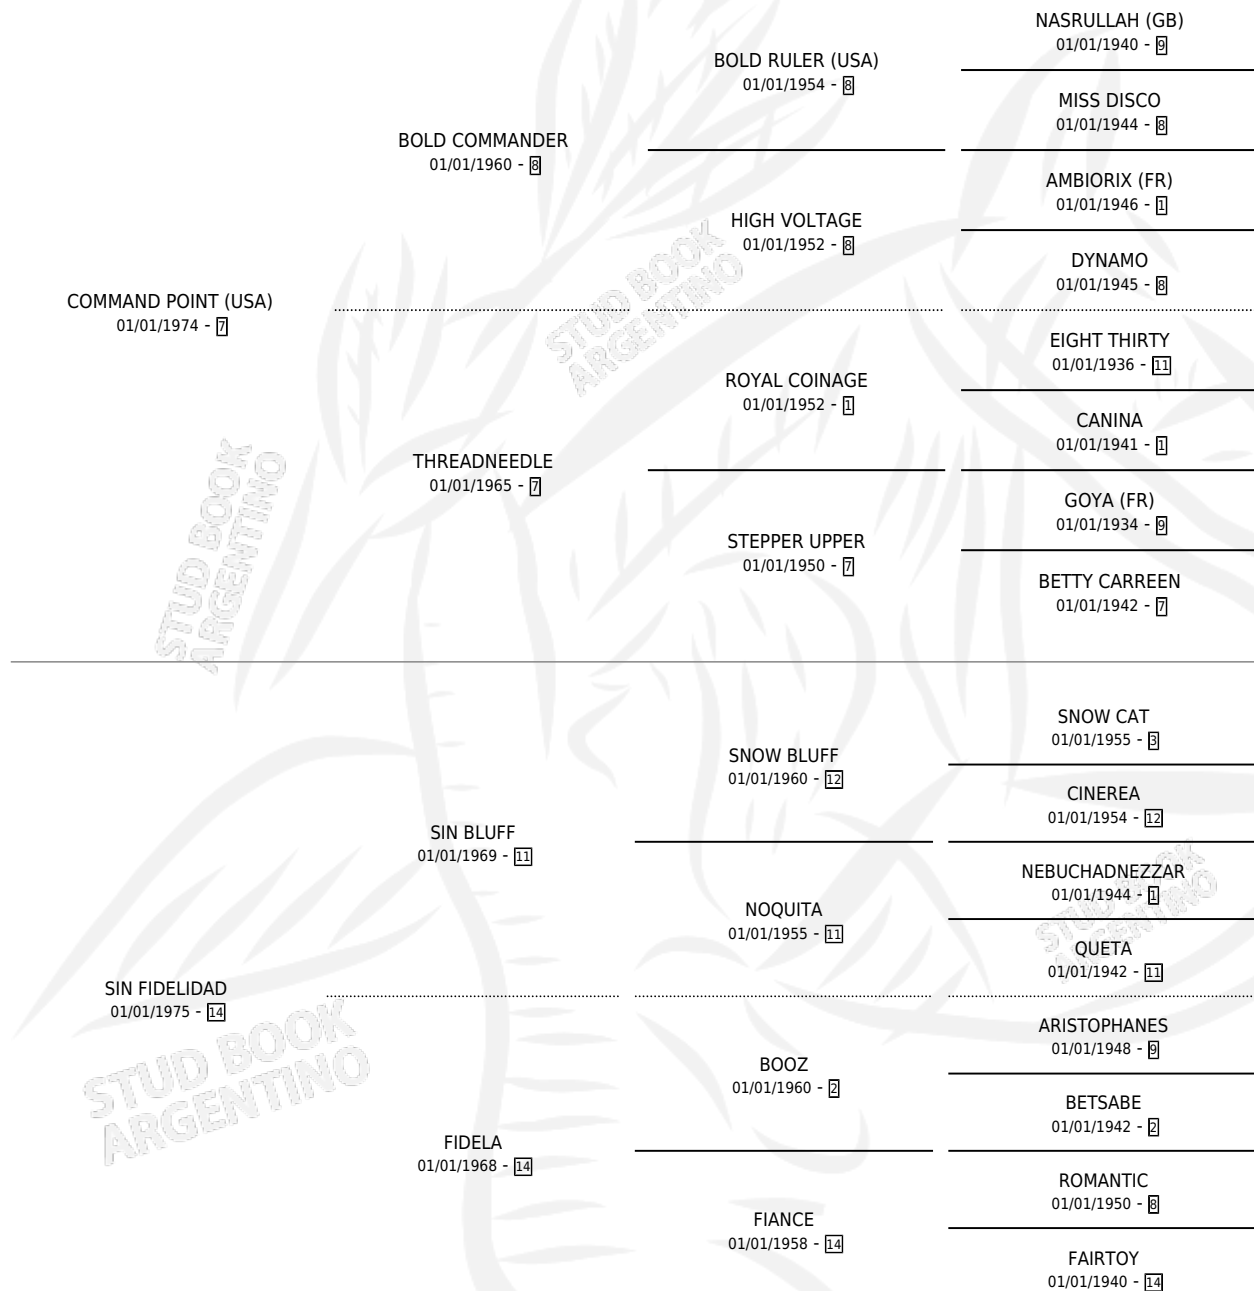 NASRULLAH (GB)
01/01/1940 - 9
BOLD RULER (USA)
01/01/1954 - 8
MISS DISCO
01/01/1944 - 8
BOLD COMMANDER
01/01/1960 - 8
AMBIORIX (FR)
01/01/1946 - 1
HIGH VOLTAGE
01/01/1952 - 8
DYNAMO
01/01/1945 - 8
COMMAND POINT (USA)
01/01/1974 - 7
EIGHT THIRTY
01/01/1936 - 11
ROYAL COINAGE
01/01/1952 - 1
CANINA
01/01/1941 - 1
THREADNEEDLE
01/01/1965 - 7
GOYA (FR)
01/01/1934 - 9
STEPPER UPPER
01/01/1950 - 7
BETTY CARREEN
01/01/1942 - 7
SNOW CAT
01/01/1955 - 3
SNOW BLUFF
01/01/1960 - 12
CINEREA
01/01/1954 - 12
SIN BLUFF
01/01/1969 - 11
NEBUCHADNEZZAR
01/01/1944 - 1
NOQUITA
01/01/1955 - 11
QUETA
01/01/1942 - 11
SIN FIDELIDAD
01/01/1975 - 14
ARISTOPHANES
01/01/1948 - 9
BOOZ
01/01/1960 - 2
BETSABE
01/01/1942 - 2
FIDELA
01/01/1968 - 14
ROMANTIC
01/01/1950 - 8
FIANCE
01/01/1958 - 14
FAIRTOY
01/01/1940 - 14
STUD BOOK
ARGENTINO
STUD BOOK
ARGENTINO
STUD BOOK
ARGENTINO
STUD BOOK
ARGENTINO